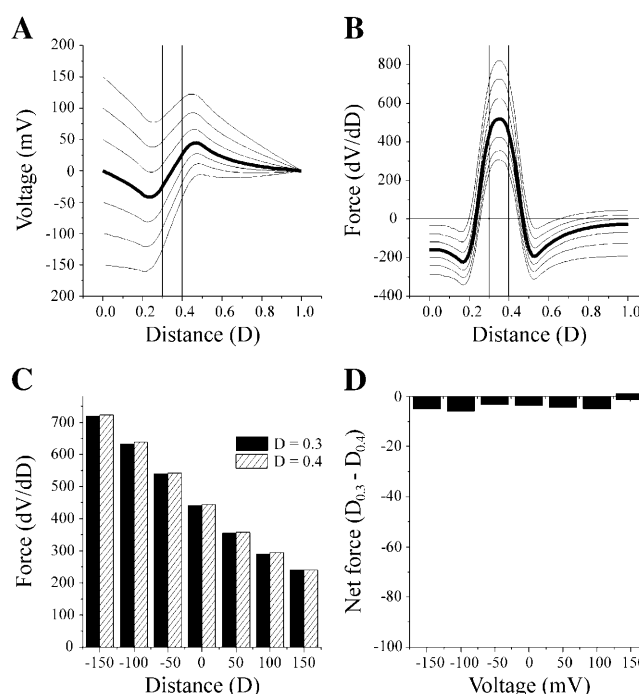 A
Voltage (mV)
200
150
100
50
0
-50
100
150
200
0.0 0.2 0.4 0.6 0.8 1.0
Distance (D)
B
Force (dV/dD)
800
600
400
200
0
-200
-400
0.0 0.2 0.4 0.6 0.8 1.0
Distance (D)
C
Force (dV/dD)
700
600
500
400
300
200
100
0
D = 0.3
D = 0.4
-150 -100 -50 0 50 100 150
Distance (D)
D
Net force (D0.3 - D0.4)
0
-20
-40
-60
-80
-100
-150 -100 -50 0 50 100 150
Voltage (mV)